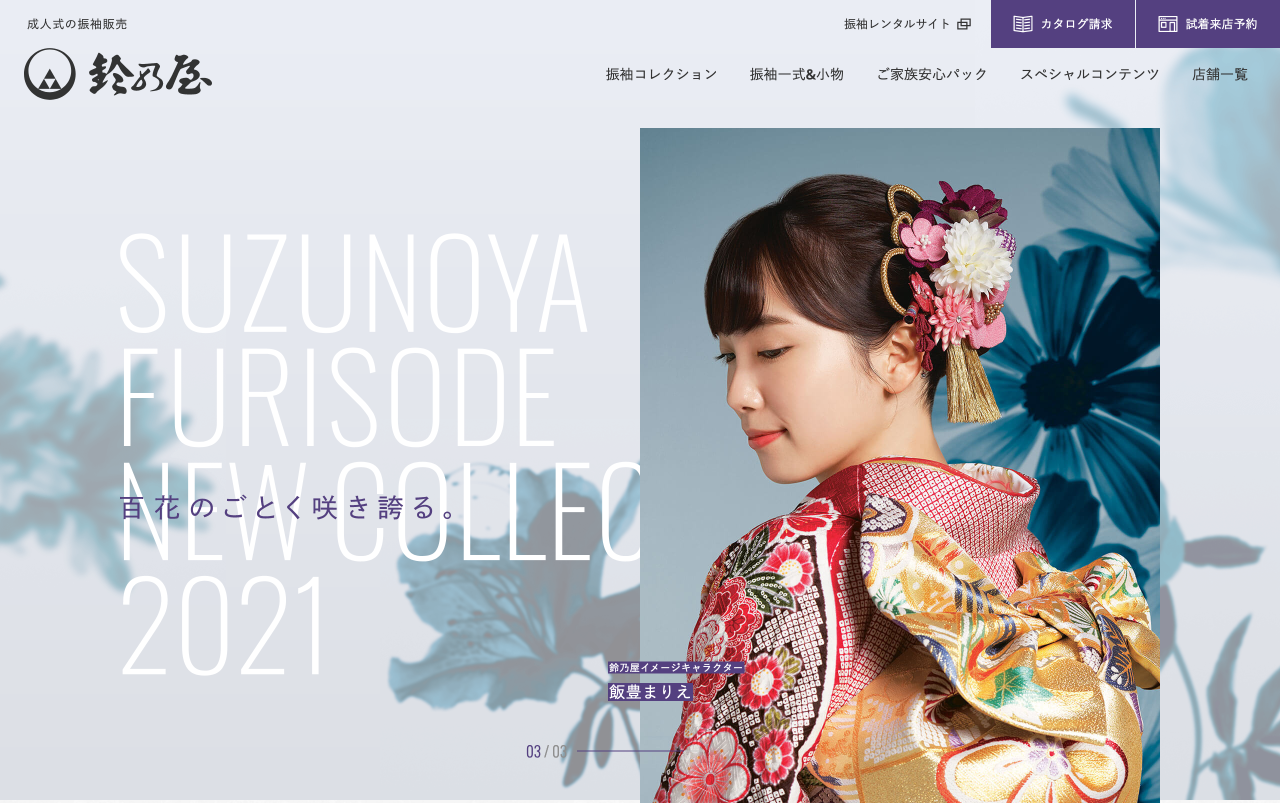 成人式の振袖販売
振袖レンタルサイト
カタログ請求
試着来店予約
鈴乃屋
振袖コレクション
振袖一式&小物
ご家族安心パック
スペシャルコンテンツ
店舗一覧
SUZUNOYA
FURISODE
NEW COLLEC
百花のごとく咲き誇る。
2021
鈴乃屋イメージキャラクター
飯豊まりえ
03 / 03